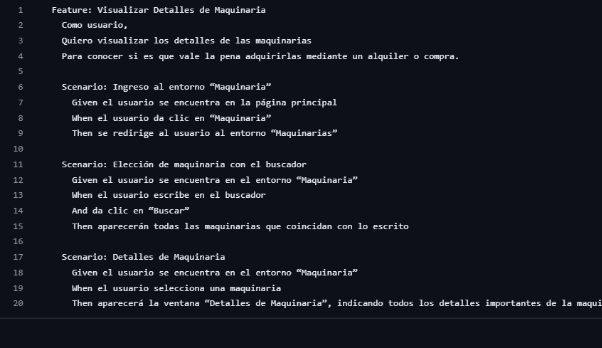 1 Feature: Visualizar Detalles de Maquinaria
2 Como usuario,
3 Quiero visualizar los detalles de las maquinarias
4 Para conocer si es que vale la pena adquirirlas mediante un alquiler o compra.
5
6 Scenario: Ingreso al entorno “Maquinaria”
7 Given el usuario se encuentra en la página principal
8 When el usuario da clic en “Maquinaria”
9 Then se redirige al usuario al entorno “Maquinarias”
10
11 Scenario: Elección de maquinaria con el buscador
12 Given el usuario se encuentra en el entorno “Maquinaria”
13 When el usuario escribe en el buscador
14 And da clic en “Buscar”
15 Then aparecerán todas las maquinarias que coincidan con lo escrito
16
17 Scenario: Detalles de Maquinaria
18 Given el usuario se encuentra en el entorno “Maquinaria”
19 When el usuario selecciona una maquinaria
20 Then aparecerá la ventana “Detalles de Maquinaria”, indicando todos los detalles importantes de la maqui